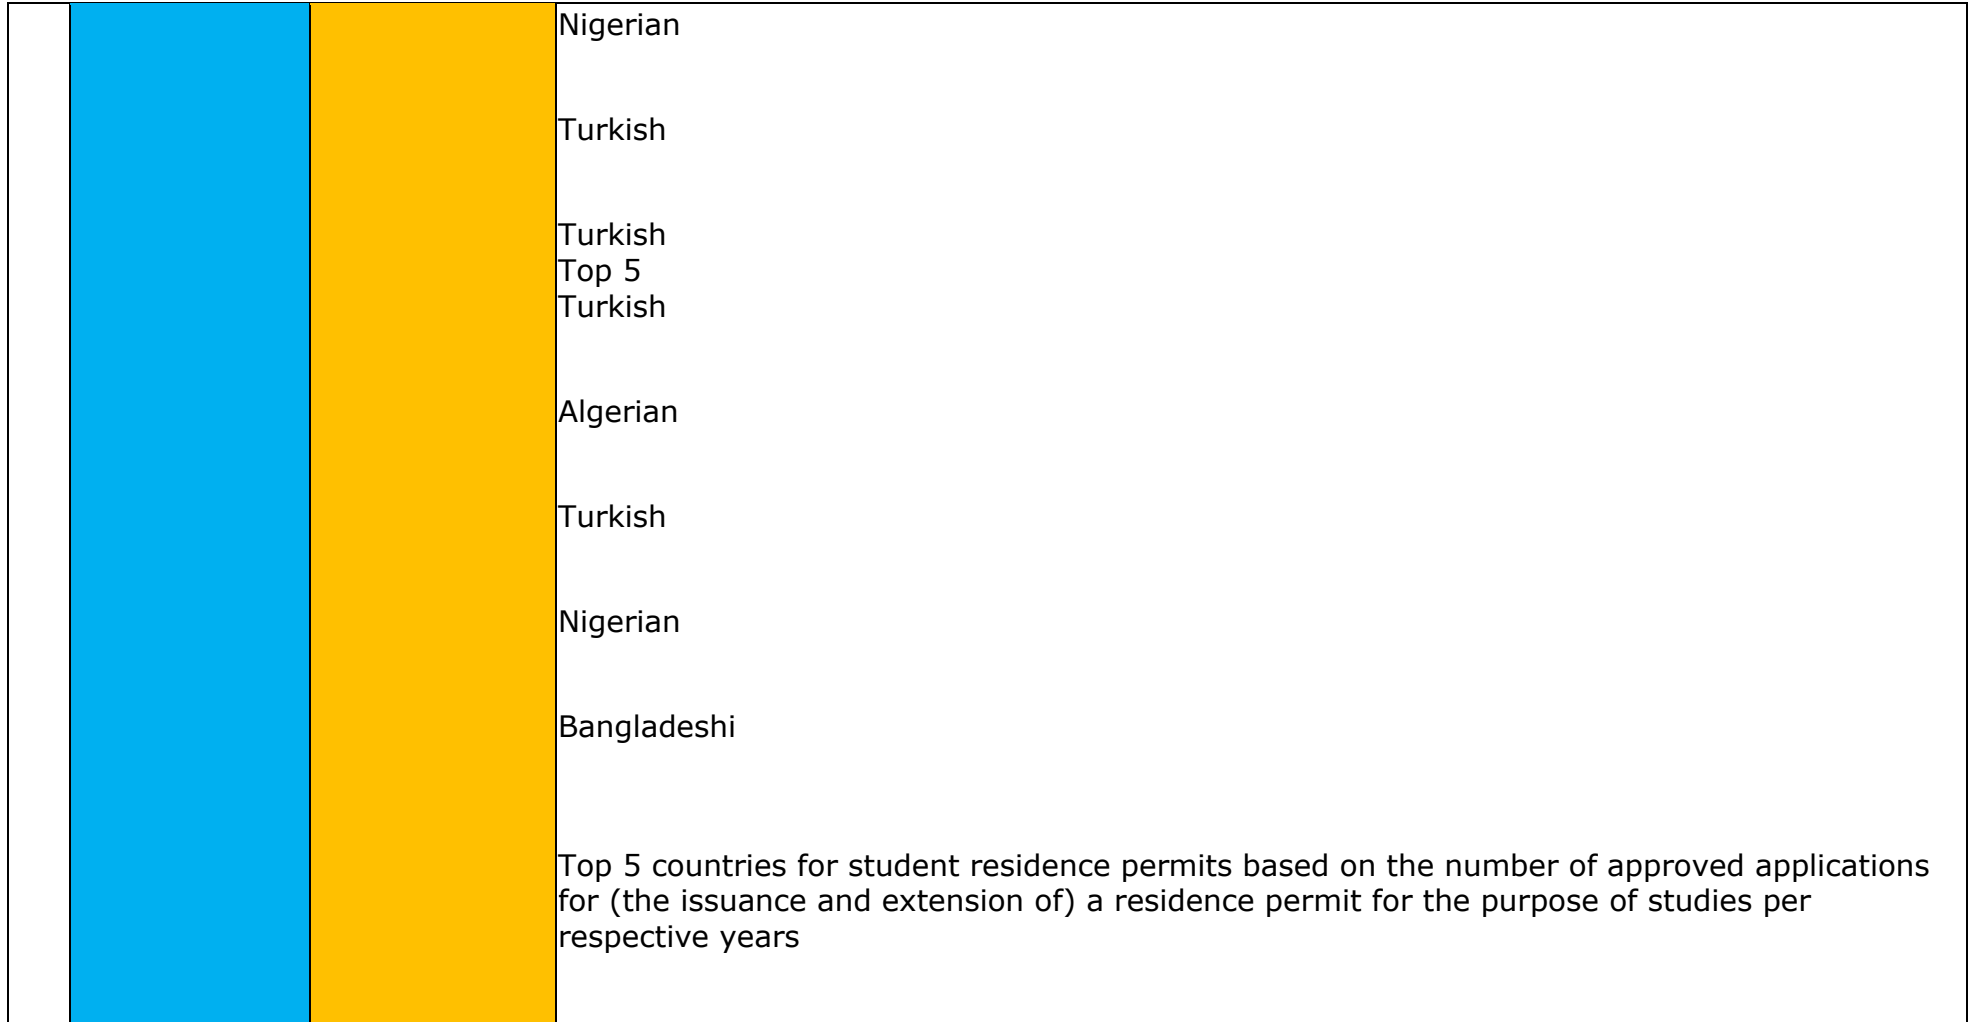 Nigerian
Turkish
Turkish
Top 5
Turkish
Algerian
Turkish
Nigerian
Bangladeshi
Top 5 countries for student residence permits based on the number of approved applications
for (the issuance and extension of) a residence permit for the purpose of studies per
respective years